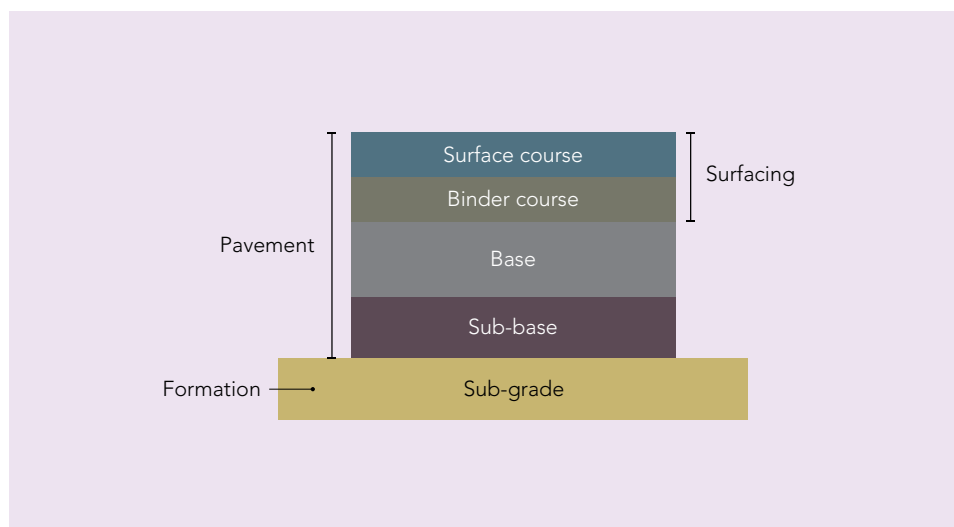 Surface course
Surfacing
Binder course
Pavement
Base
Sub-base
Formation
Sub-grade